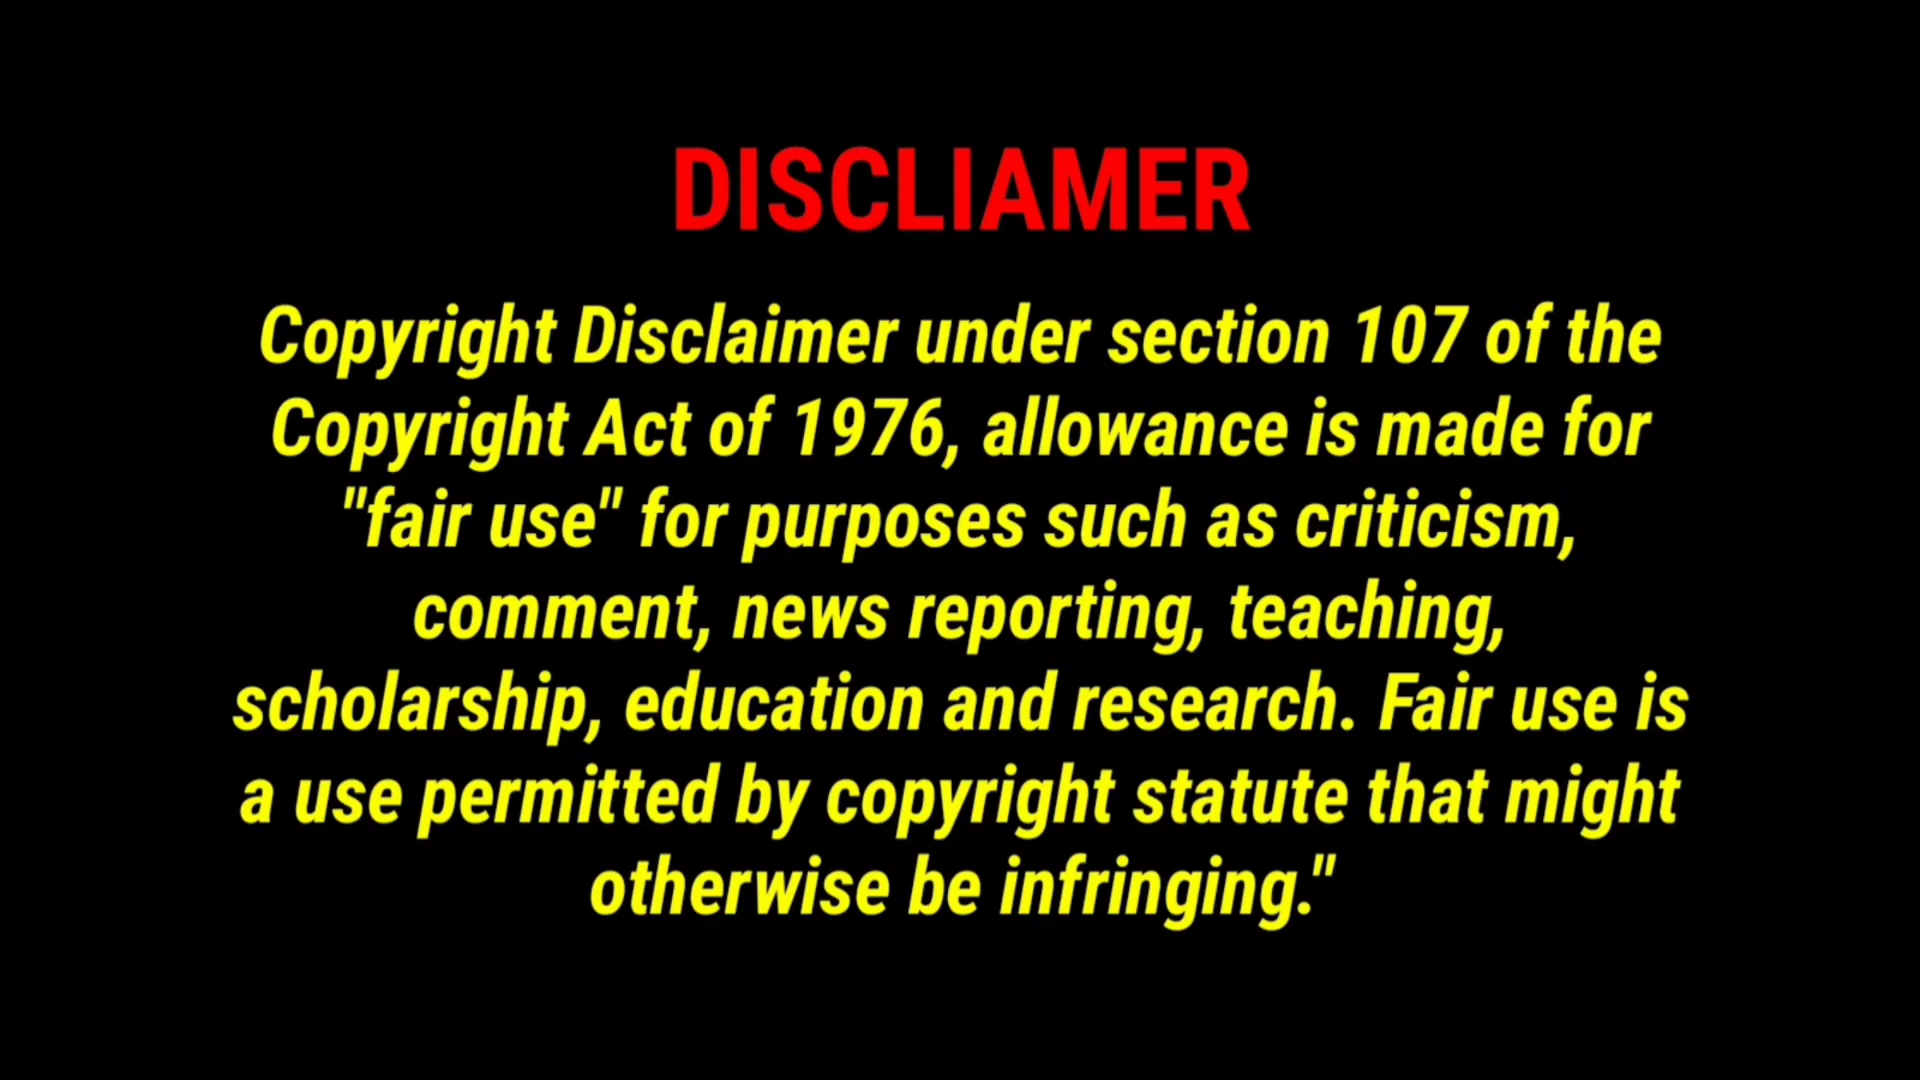 DISCLIAMER
Copyright Disclaimer under section 107 of the
Copyright Act of 1976, allowance is made for
"fair use" for purposes such as criticism,
comment, news reporting, teaching,
scholarship, education and research. Fair use is
a use permitted by copyright statute that might
otherwise be infringing."